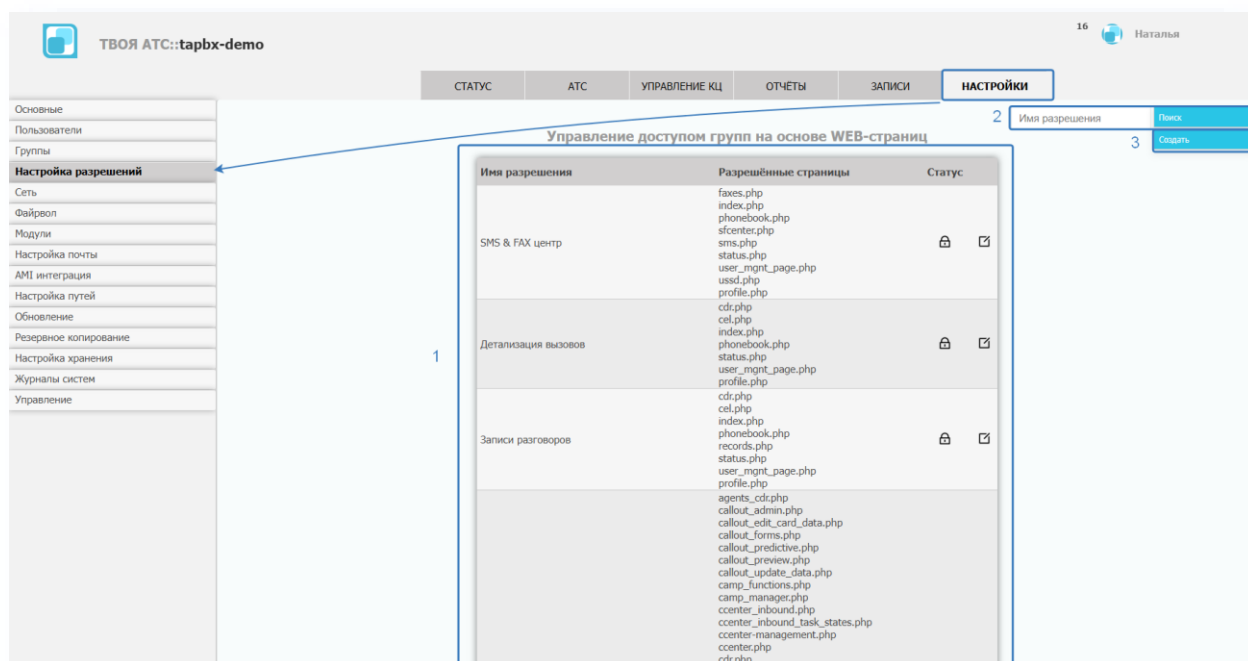 16
Наталья
ТВОЯ АТС::tapbx-demo
СТАТУС АТС УПРАВЛЕНИЕ КЦ ОТЧЁТЫ ЗАПИСИ НАСТРОЙКИ
Основные
Пользователи
Группы
Настройка разрешений
Сеть
Файрвол
Модули
Настройка почты
AMI интеграция
Настройка путей
Обновление
Резервное копирование
Настройка хранения
Журналы систем
Управление
2 Имя разрешения Поиск
3 Создать
Управление доступом групп на основе WEB-страниц
1
Имя разрешения Разрешённые страницы Статус
SMS & FAX центр
faxes.php
index.php
phonebook.php
sfcenter.php
sms.php
status.php
user_mgnt_page.php
ussd.php
profile.php
Детализация вызовов
cdr.php
cel.php
index.php
phonebook.php
status.php
user_mgnt_page.php
profile.php
Записи разговоров
cdr.php
cel.php
index.php
phonebook.php
records.php
status.php
user_mgnt_page.php
profile.php
agents_cdr.php
callout_admin.php
callout_edit_card_data.php
callout_forms.php
callout_predictive.php
callout_preview.php
callout_update_data.php
camp_functions.php
camp_manager.php
ccenter_inbound.php
ccenter_inbound_task_states.php
ccenter-management.php
ccenter.php
cdr.php